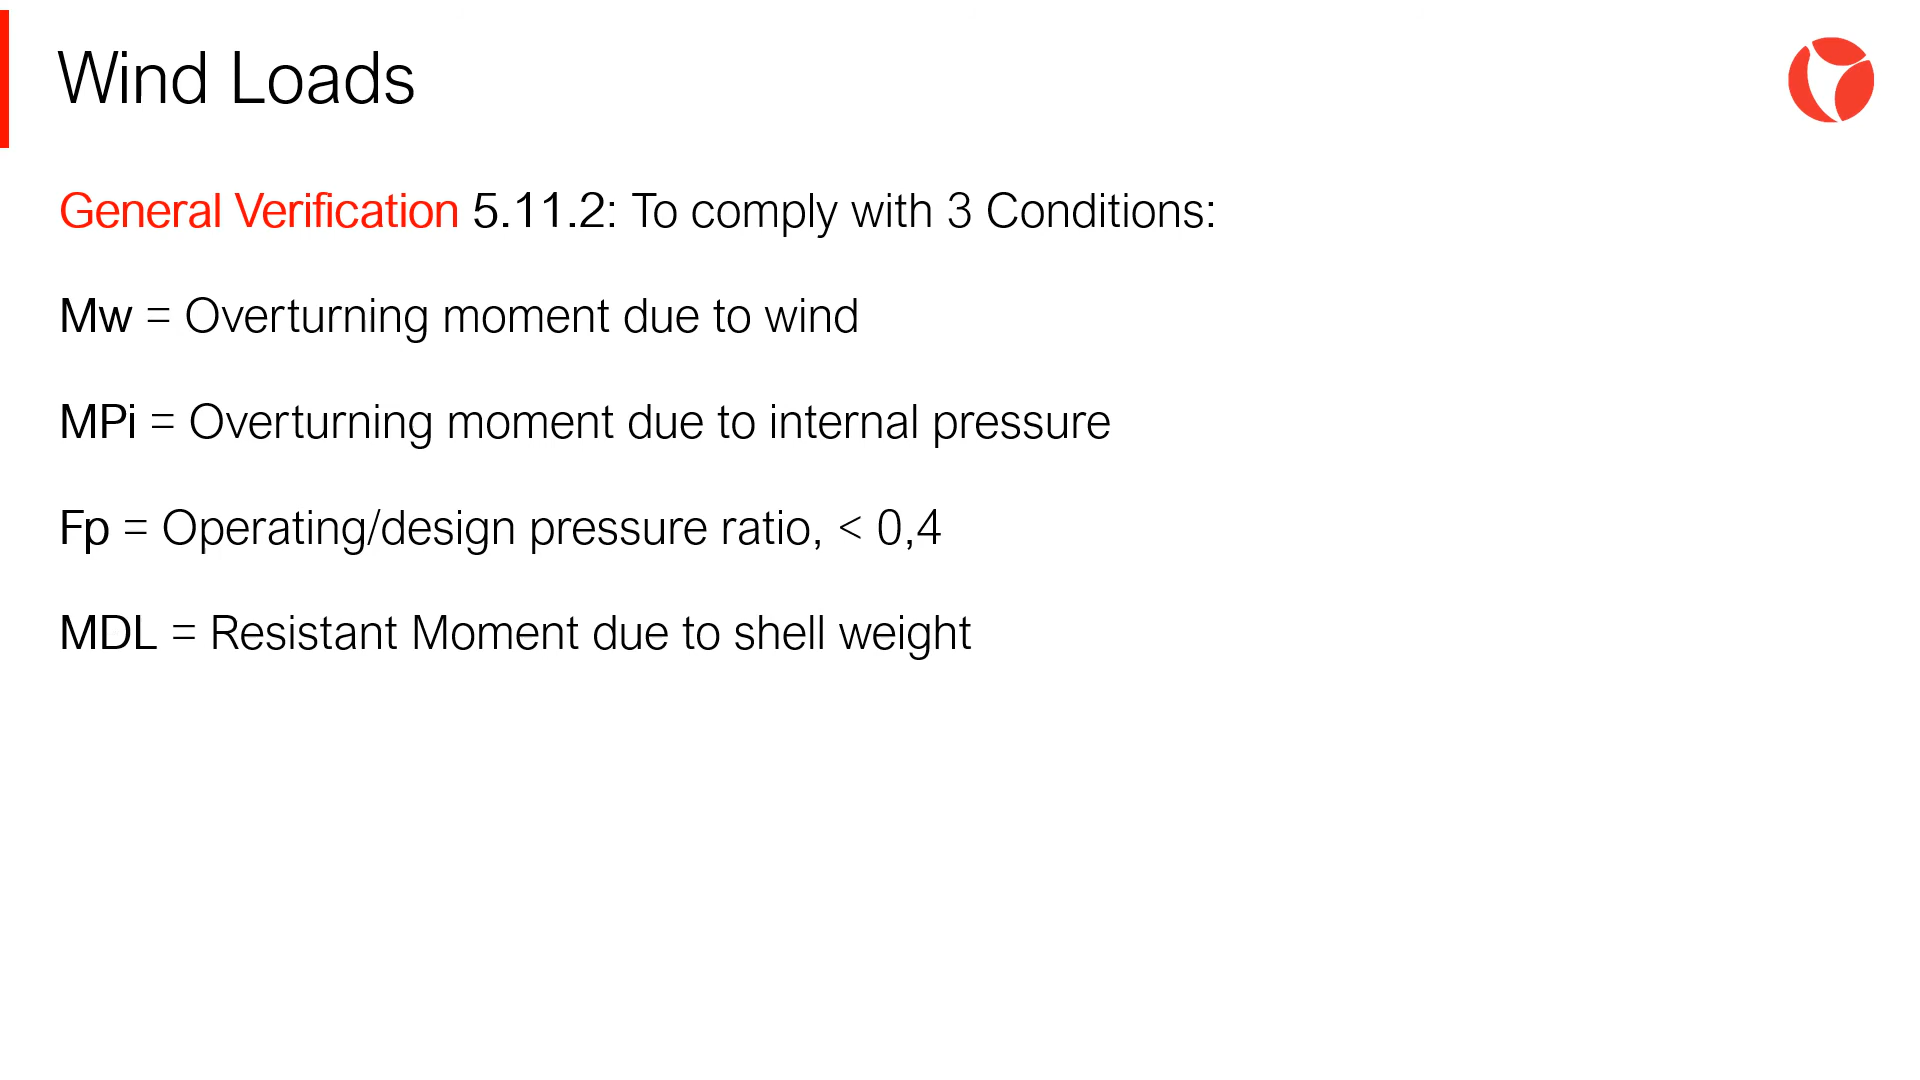 Wind Loads
General Verification 5.11.2: To comply with 3 Conditions:
Mw = Overturning moment due to wind
MPi = Overturning moment due to internal pressure
Fp = Operating/design pressure ratio, < 0,4
MDL = Resistant Moment due to shell weight